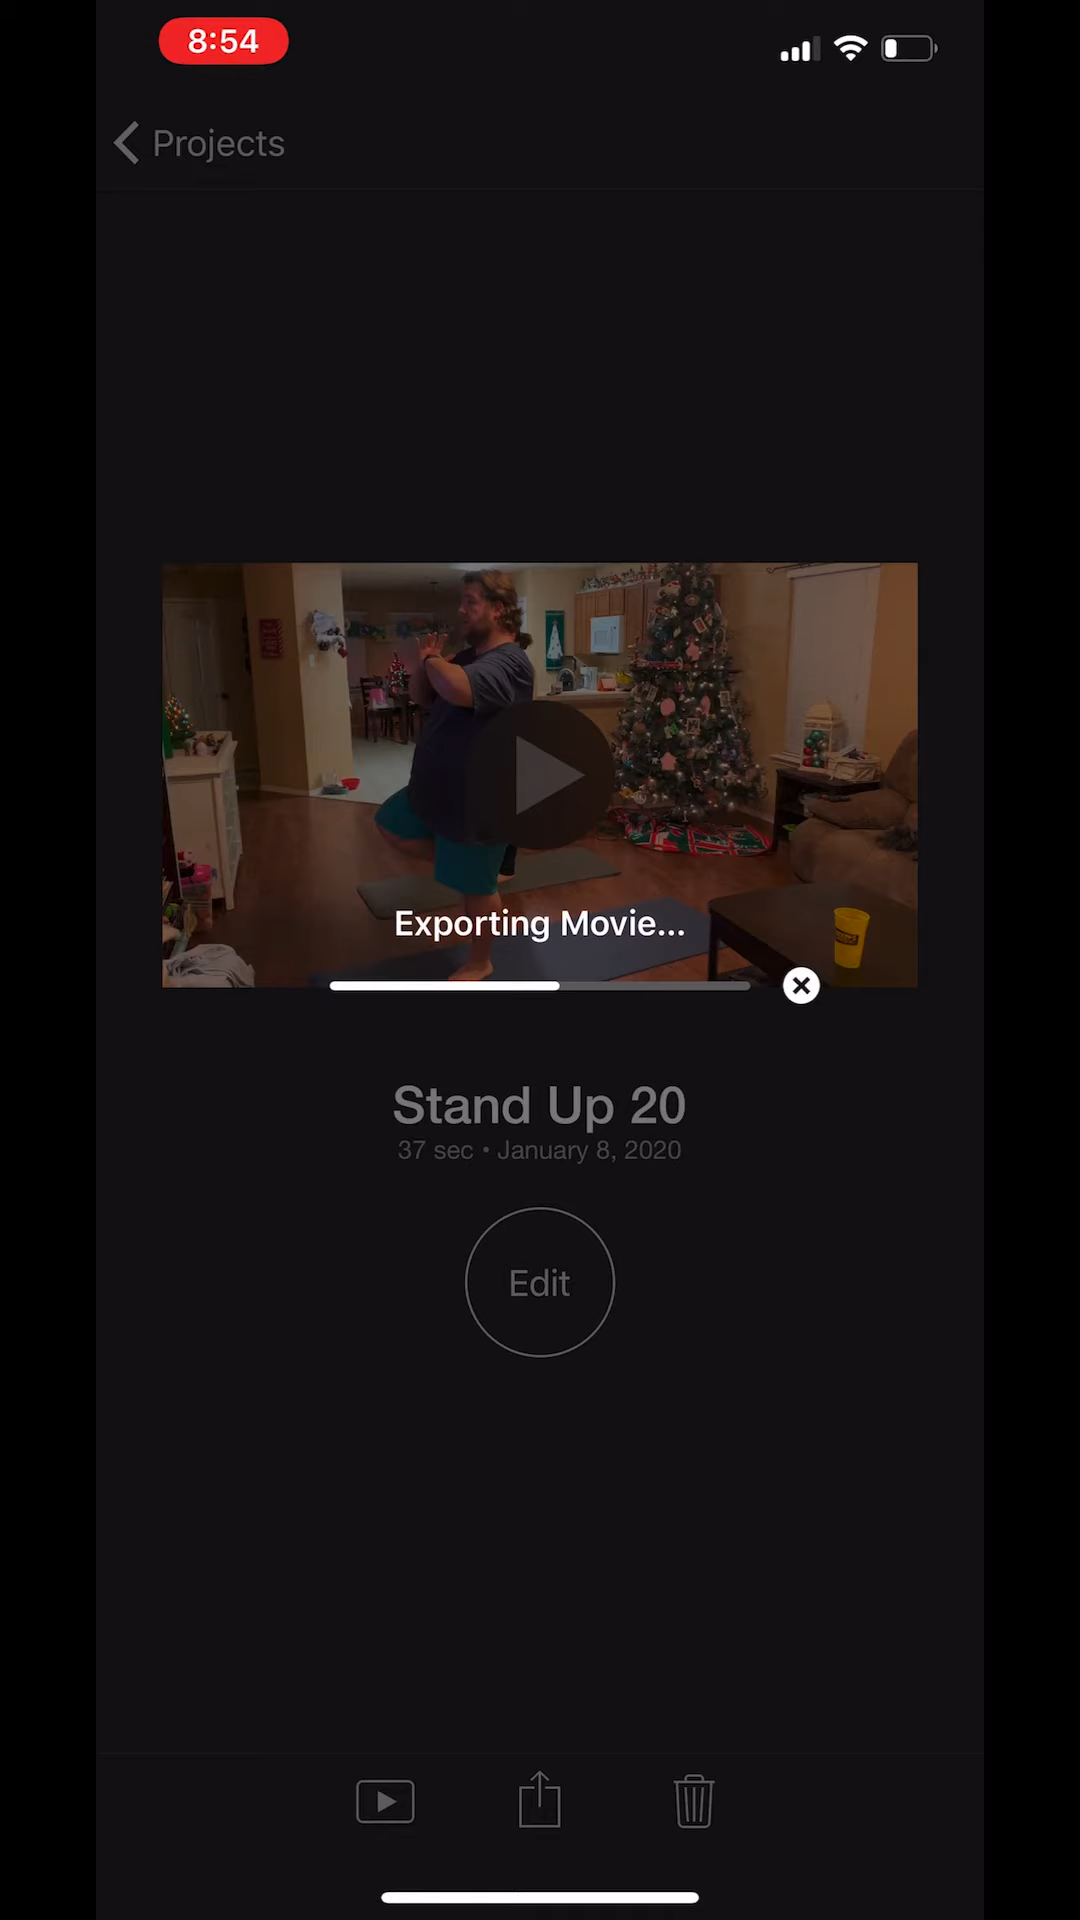 8:54
Projects
Exporting Movie...
Stand Up 20
37 sec • January 8, 2020
Edit